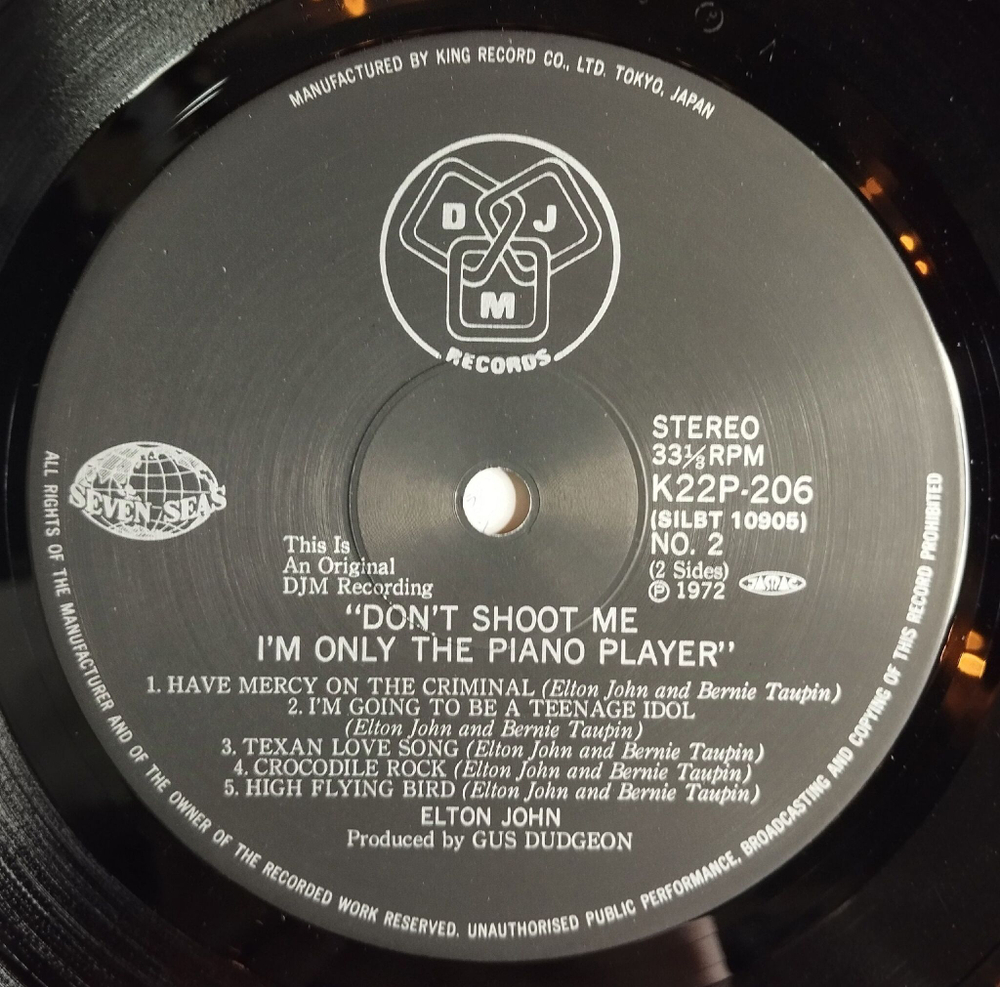 MANUFACTURED BY KING RECORD CO., LTD. TOKYO, JAPAN
D J
M
RECORDS
SEVEN SEAS
STEREO
33⅓RPM
K22P-206
(SILBT 10905)
NO. 2
(2 Sides)
Ⓟ 1972
JASRAC
This Is
An Original
DJM Recording
"DON'T SHOOT ME
I'M ONLY THE PIANO PLAYER"
1. HAVE MERCY ON THE CRIMINAL (Elton John and Bernie Taupin)
2. I'M GOING TO BE A TEENAGE IDOL
(Elton John and Bernie Taupin)
3. TEXAN LOVE SONG (Elton John and Bernie Taupin)
4. CROCODILE ROCK (Elton John and Bernie Taupin)
5. HIGH FLYING BIRD (Elton John and Bernie Taupin)
ELTON JOHN
Produced by GUS DUDGEON
ALL RIGHTS OF THE MANUFACTURER AND OF THE OWNER OF THE RECORDED WORK RESERVED. UNAUTHORISED PUBLIC PERFORMANCE, BROADCASTING AND COPYING OF THIS RECORD PROHIBITED